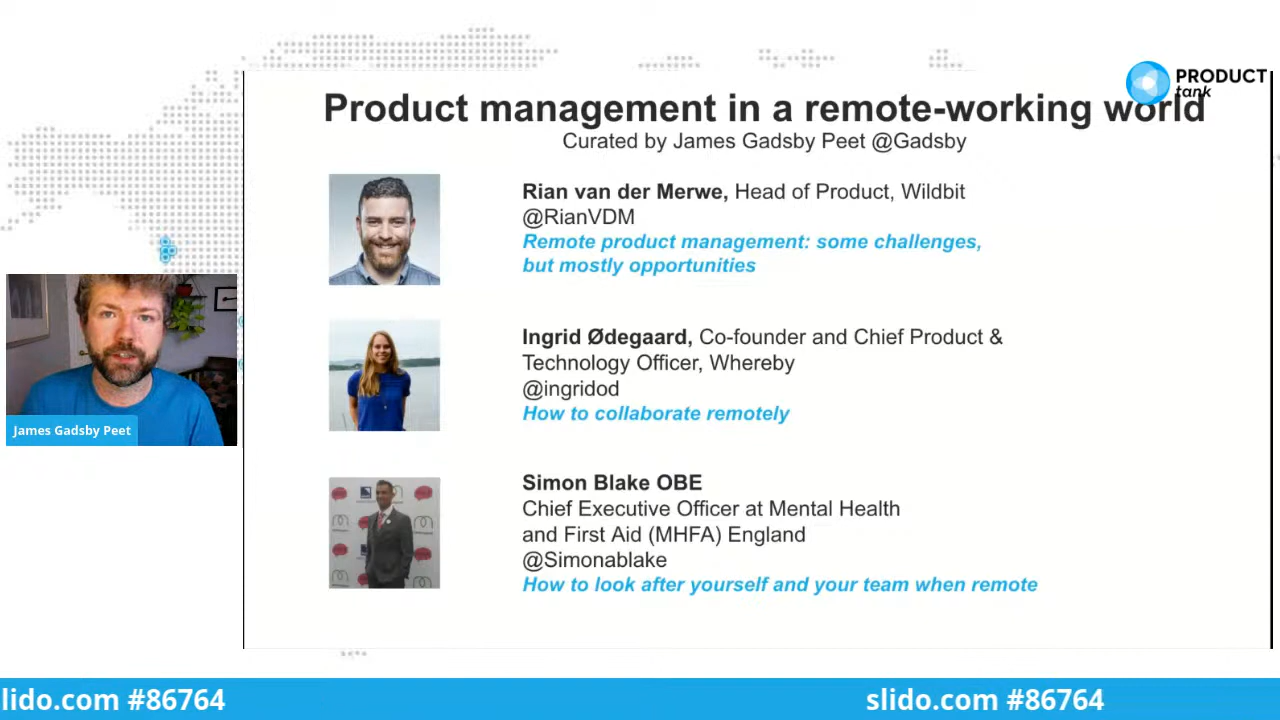 PRODUCT
tank
Product management in a remote-working world
Curated by James Gadsby Peet @Gadsby
Rian van der Merwe, Head of Product, Wildbit
@RianVDM
Remote product management: some challenges,
but mostly opportunities
Ingrid Ødegaard, Co-founder and Chief Product &
Technology Officer, Whereby
@ingridod
How to collaborate remotely
James Gadsby Peet
Simon Blake OBE
Chief Executive Officer at Mental Health
and First Aid (MHFA) England
@Simonablake
How to look after yourself and your team when remote
lido.com #86764
slido.com #86764